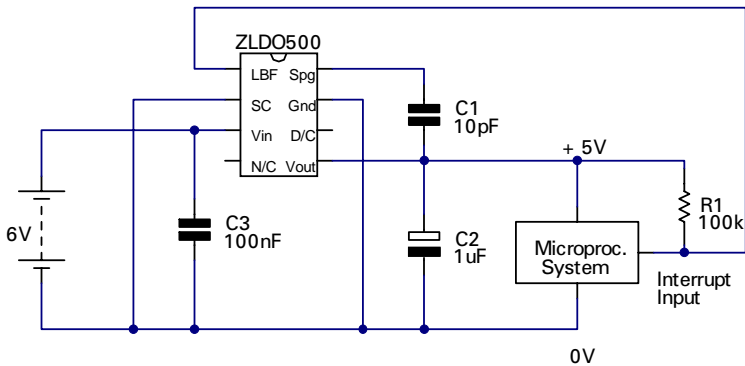 ZLDO500
LBF Spg
SC Gnd
Vin D/C
N/C Vout
C1
10pF
+ 5V
6V
C3
100nF
C2
1uF
Microproc.
System
R1
100k
Interrupt
Input
0V